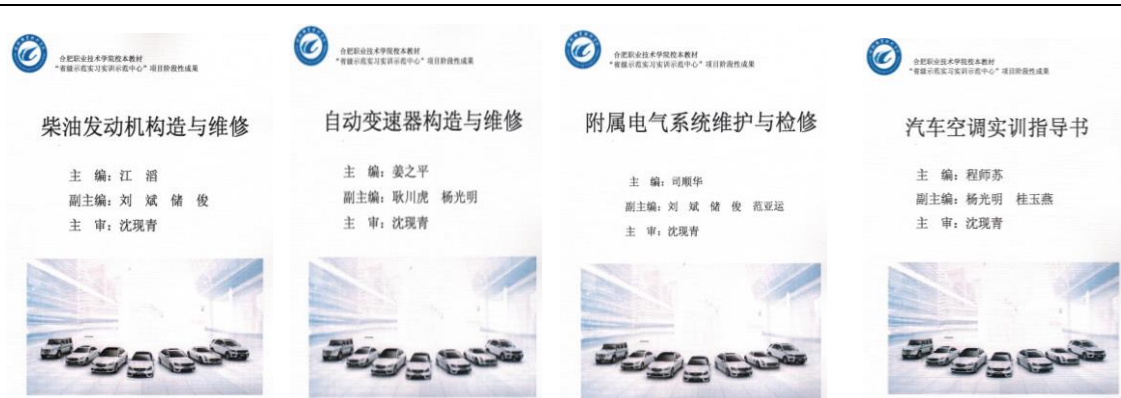 合肥职业技术学院校本教材
“省级示范实习实训示范中心”项目阶段性成果
柴油发动机构造与维修
主 编：江 滔
副主编：刘 斌 储 俊
主 审：沈现青
合肥职业技术学院校本教材
“省级示范实习实训示范中心”项目阶段性成果
自动变速器构造与维修
主 编：姜之平
副主编：耿川虎 杨光明
主 审：沈现青
合肥职业技术学院校本教材
“省级示范实习实训示范中心”项目阶段性成果
附属电气系统维护与检修
主 编：司顺华
副主编：刘 斌 储 俊 范亚运
主 审：沈现青
合肥职业技术学院校本教材
“省级示范实习实训示范中心”项目阶段性成果
汽车空调实训指导书
主 编：程师苏
副主编：杨光明 桂玉燕
主 审：沈现青